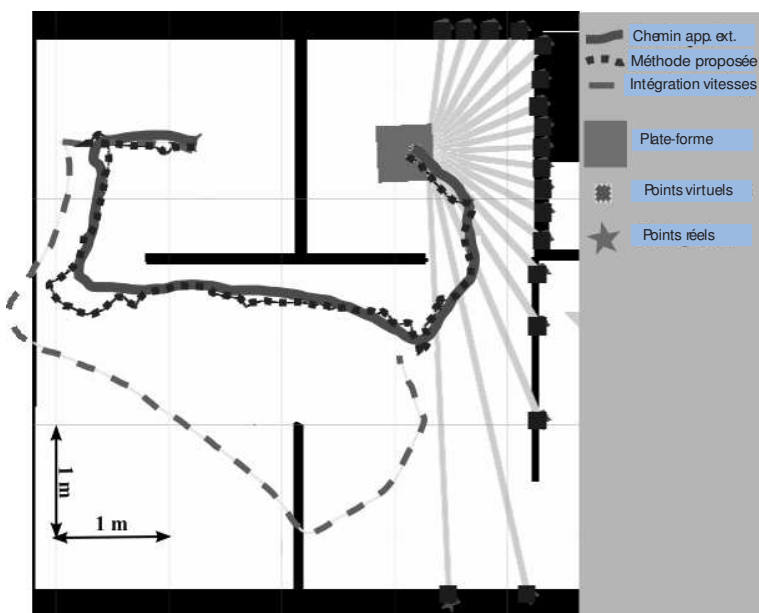 Chemin app. ext.
Méthode proposée
Intégration vitesses
Plate-forme
Points virtuels
Points réels
1 m
1 m